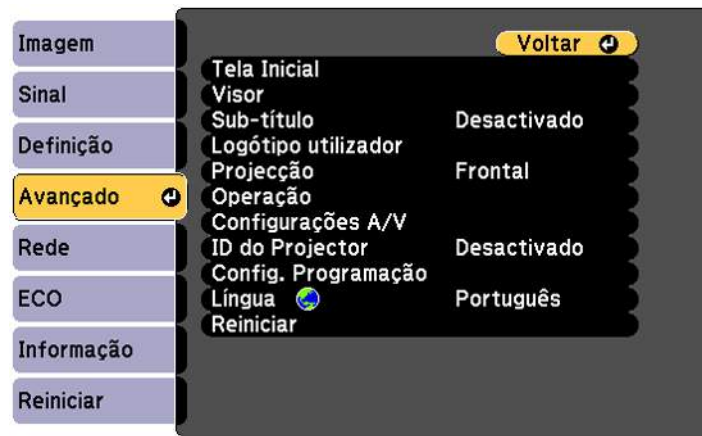 Imagem
Sinal
Definição
Avançado
Rede
ECO
Informação
Reiniciar
Voltar
Tela Inicial
Visor
Sub-título Desactivado
Logótipo utilizador
Projecção Frontal
Operação
Configurações A/V
ID do Projector Desactivado
Config. Programação
Língua Português
Reiniciar